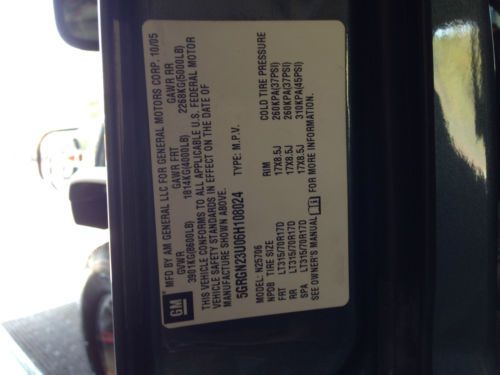 GM
MFD BY AM GENERAL LLC FOR GENERAL MOTORS CORP. 10/05
GVWR GAWR FRT GAWR RR
3901KG(8600LB) 1814KG(4000LB) 2268KG(5000LB)
THIS VEHICLE CONFORMS TO ALL APPLICABLE U.S. FEDERAL MOTOR
VEHICLE SAFETY STANDARDS IN EFFECT ON THE DATE OF
MANUFACTURE SHOWN ABOVE.
5GRGN23U06H108024 TYPE: M.P.V.
MODEL: N25706
NPDB TIRE SIZE RIM COLD TIRE PRESSURE
FRT LT315/70R17D 17X8.5J 260KPA(37PSI)
RR LT315/70R17D 17X8.5J 260KPA(37PSI)
SPA LT315/70R17D 17X8.5J 310KPA(45PSI)
SEE OWNER'S MANUAL FOR MORE INFORMATION.